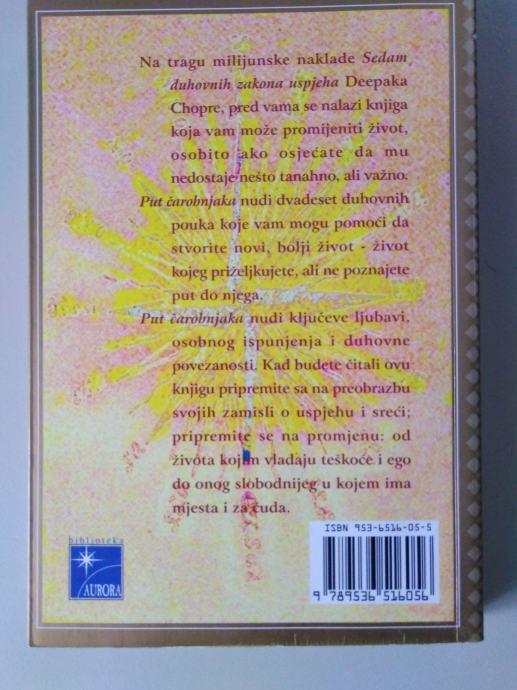 Na tragu milijunske naklade Sedam
duhovnih zakona uspjeha Deepaka
Chopre, pred vama se nalazi knjiga
koja vam može promijeniti život,
osobito ako osjećate da mu
nedostaje nešto tanahno, ali važno.
Put čarobnjaka nudi dvadeset duhovnih
pouka koje vam mogu pomoći da
stvorite novi, bolji život - život
kojeg priželjkujete, ali ne poznajete
put do njega.
Put čarobnjaka nudi ključeve ljubavi,
osobnog ispunjenja i duhovne
povezanosti. Kad budete čitali ovu
knjigu pripremite sa na preobrazbu
svojih zamisli o uspjehu i sreći;
pripremite se na promjenu: od
života kojim vladaju teškoće i ego
do onog slobodnijeg u kojem ima
mjesta i za čuda.
ISBN 953-6516-05-5
9 789536 516056
biblioteka
AURORA